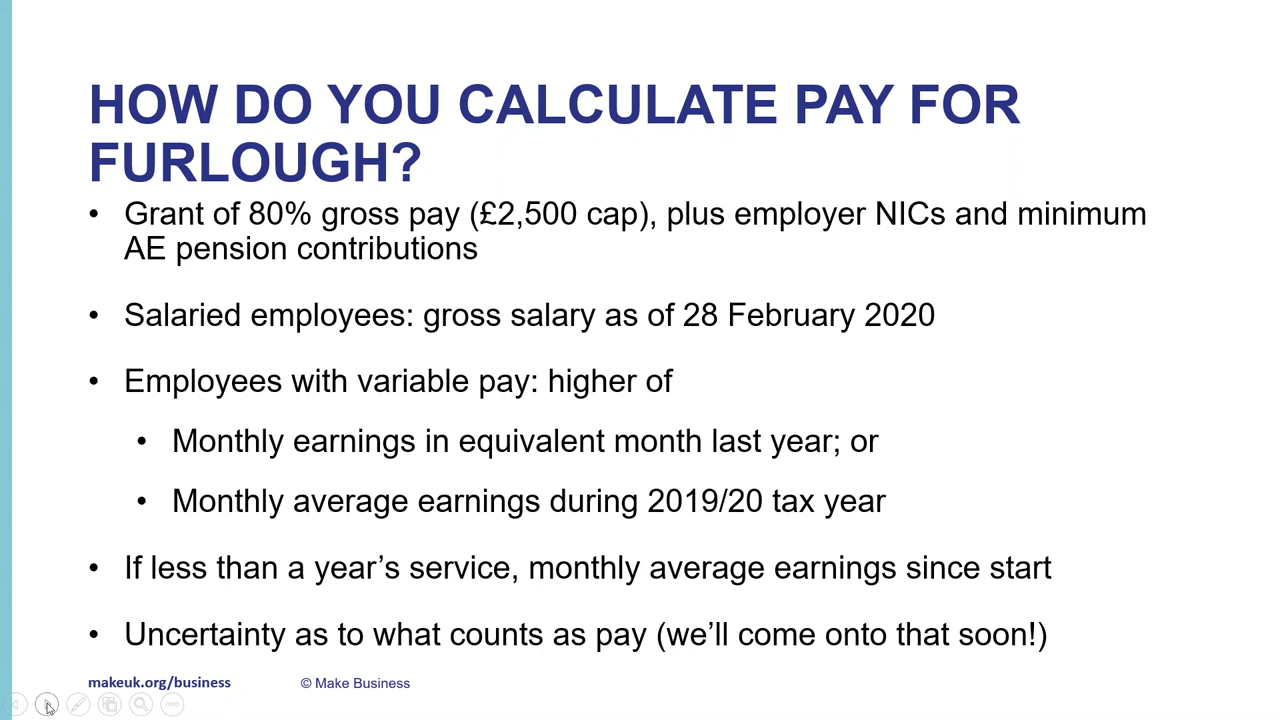 HOW DO YOU CALCULATE PAY FOR
FURLOUGH?
• Grant of 80% gross pay (£2,500 cap), plus employer NICs and minimum
AE pension contributions
• Salaried employees: gross salary as of 28 February 2020
• Employees with variable pay: higher of
• Monthly earnings in equivalent month last year; or
• Monthly average earnings during 2019/20 tax year
• If less than a year’s service, monthly average earnings since start
• Uncertainty as to what counts as pay (we’ll come onto that soon!)
makeuk.org/business © Make Business